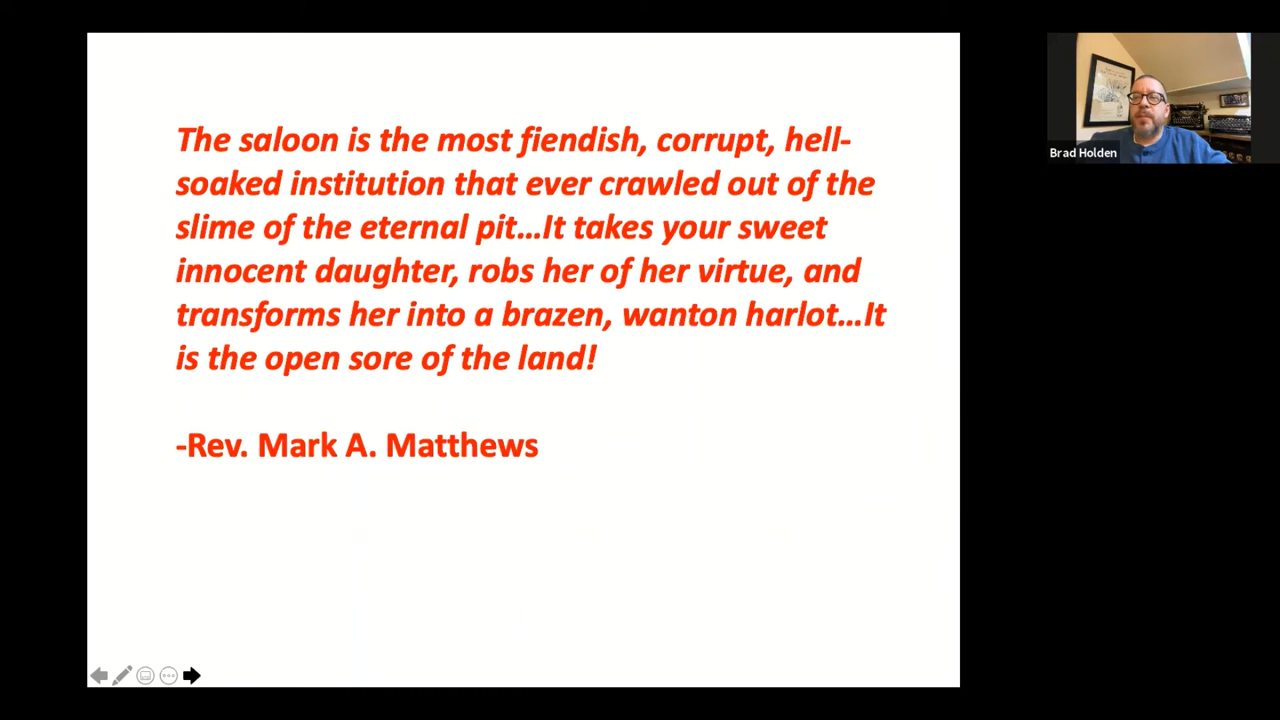 The saloon is the most fiendish, corrupt, hell-
soaked institution that ever crawled out of the
slime of the eternal pit...It takes your sweet
innocent daughter, robs her of her virtue, and
transforms her into a brazen, wanton harlot...It
is the open sore of the land!
-Rev. Mark A. Matthews
Brad Holden